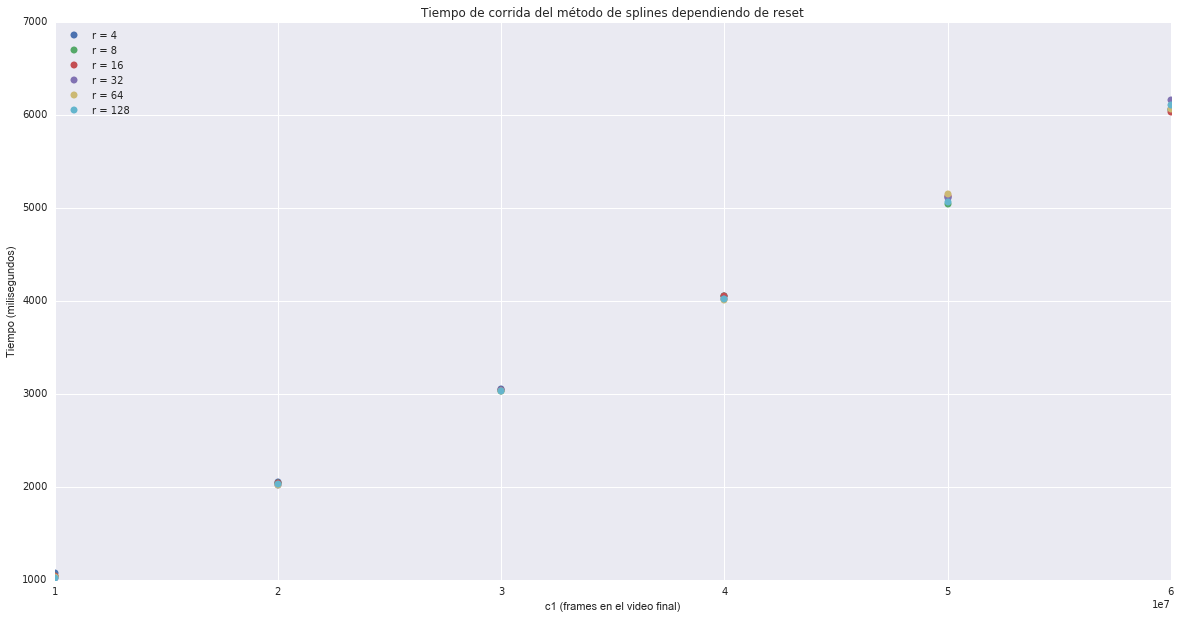 Tiempo de corrida del método de splines dependiendo de reset
7000
r = 4
r = 8
r = 16
r = 32
r = 64
r = 128
6000
5000
Tiempo (milisegundos)
4000
3000
2000
1000
1 2 3 4 5 6
c1 (frames en el video final)
1e7